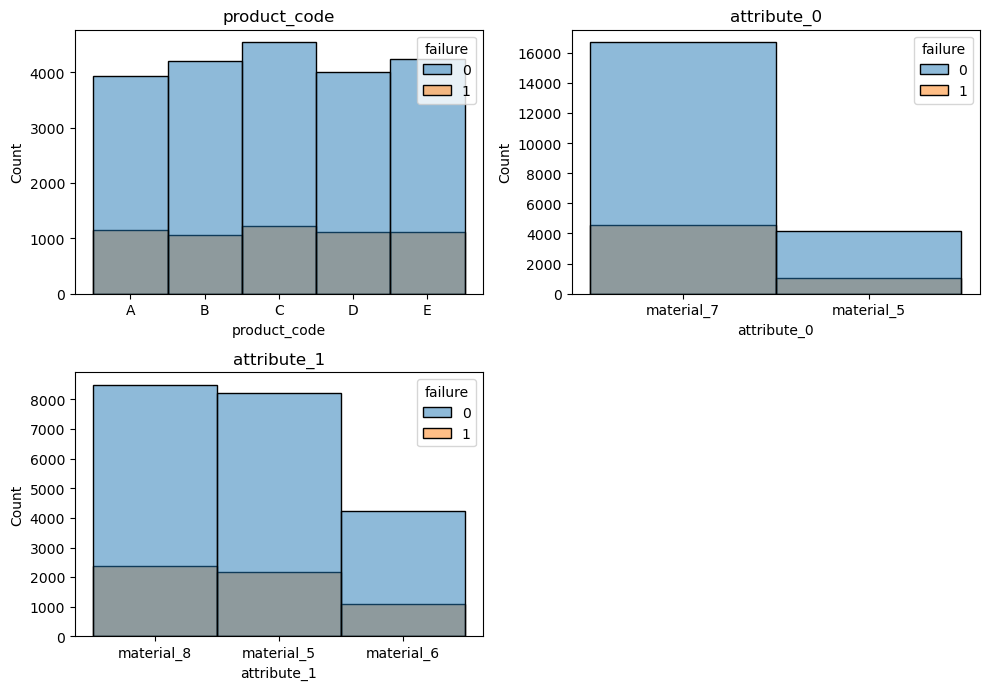 product_code
4000
3000
2000
1000
0
Count
failure
0
1
A B C D E
product_code
attribute_0
16000
14000
12000
10000
8000
6000
4000
2000
0
Count
failure
0
1
material_7 material_5
attribute_0
attribute_1
8000
7000
6000
5000
4000
3000
2000
1000
0
Count
failure
0
1
material_8 material_5 material_6
attribute_1